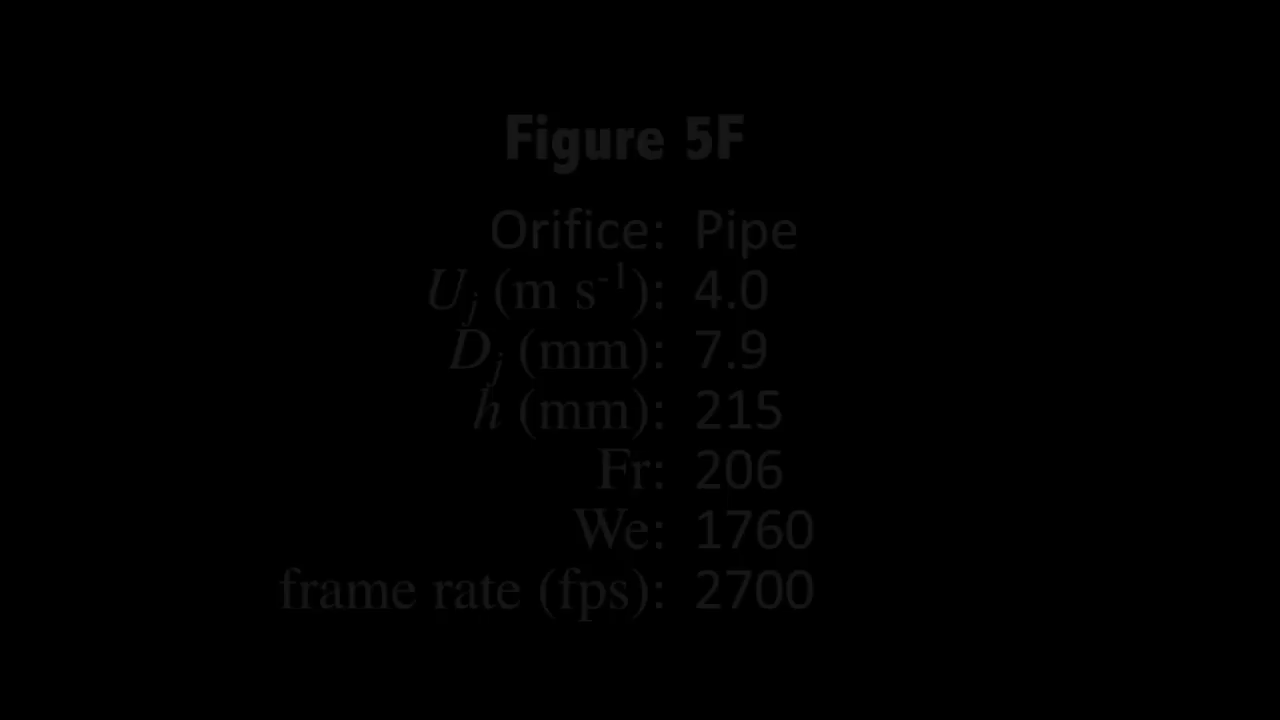 Figure 5F
Orifice: Pipe
Uj (m s-1): 4.0
Dj (mm): 7.9
h (mm): 215
Fr: 206
We: 1760
frame rate (fps): 2700